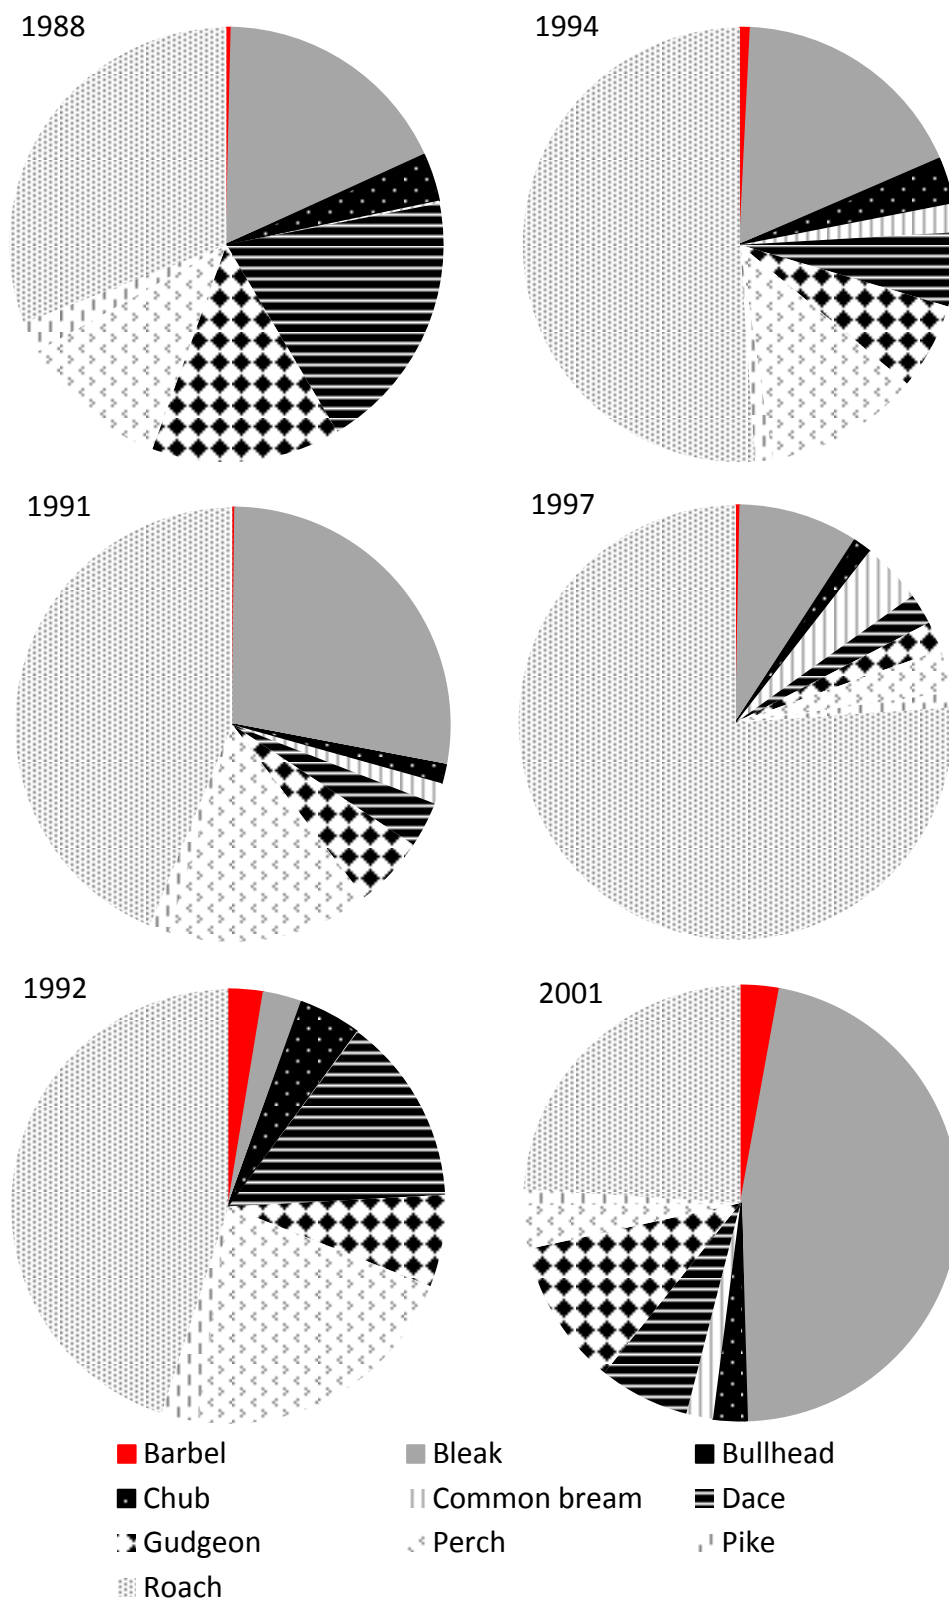 1988
1994
1991
1997
1992
2001
Barbel
Bleak
Bullhead
Chub
Common bream
Dace
Gudgeon
Perch
Pike
Roach